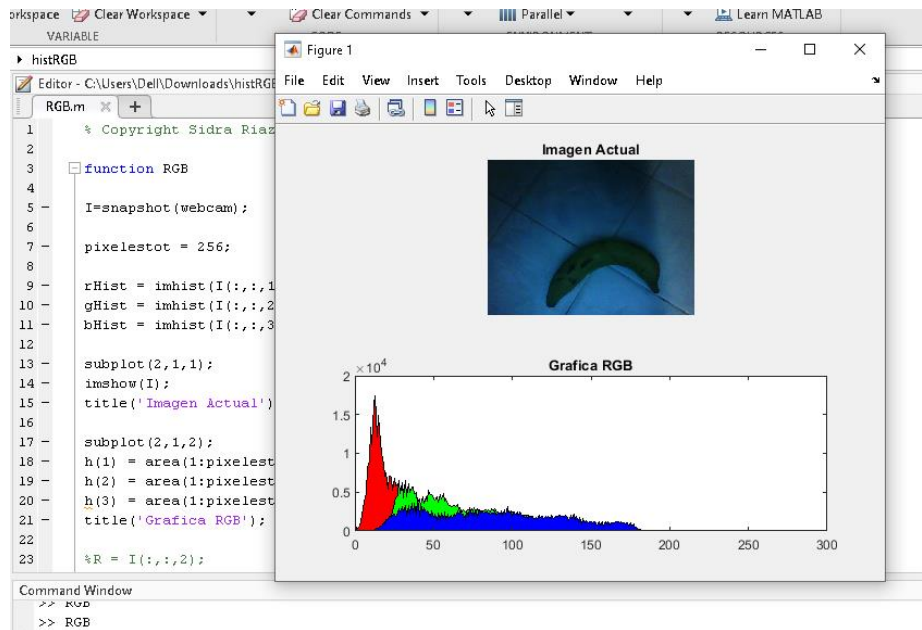 Clear Workspace
Clear Commands
Parallel
Learn MATLAB
VARIABLE
histRGB
Editor - C:\Users\Dell\Downloads\histRG
RGB.m
1 % Copyright Sidra Riaz
2
3 function RGB
4
5 I=snapshot(webcam);
6
7 pixelestot = 256;
8
9 rHist = imhist(I(:,:,1
10 gHist = imhist(I(:,:,2
11 bHist = imhist(I(:,:,3
12
13 subplot(2,1,1);
14 imshow(I);
15 title('Imagen Actual')
16
17 subplot(2,1,2);
18 h(1) = area(1:pixelest
19 h(2) = area(1:pixelest
20 h(3) = area(1:pixelest
21 title('Grafica RGB');
22
23 %R = I(:,:,2);
Command Window
>> RGB
>> RGB
Figure 1
File Edit View Insert Tools Desktop Window Help
Imagen Actual
Grafica RGB
×10^4
2
1.5
1
0.5
0
0 50 100 150 200 250 300